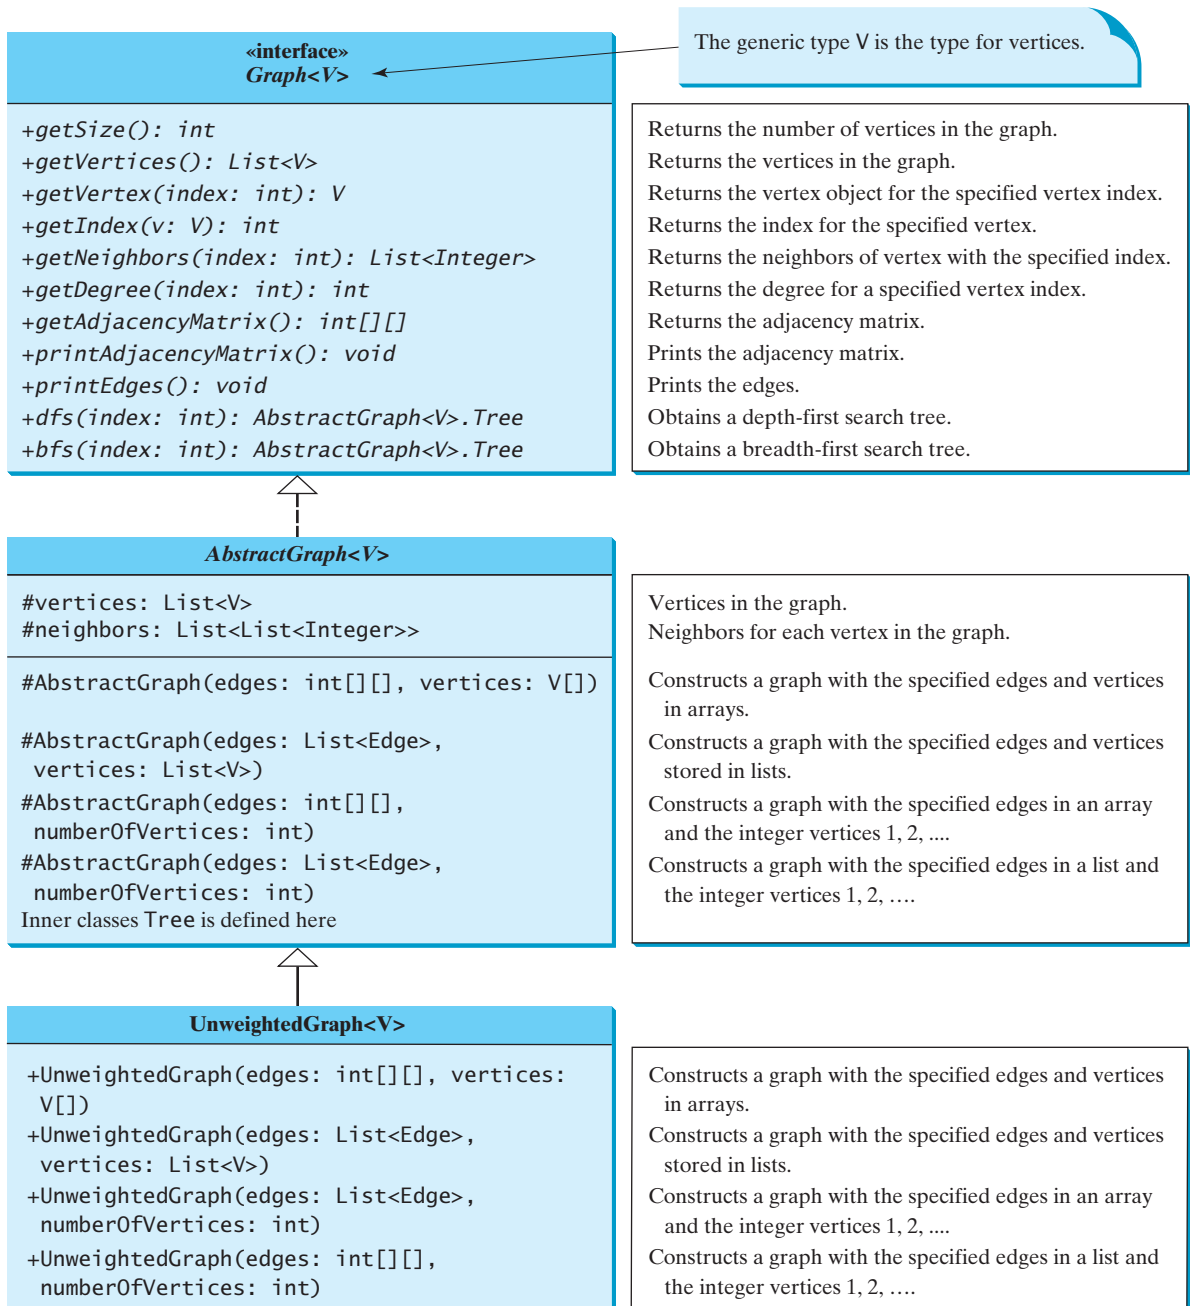 The generic type V is the type for vertices.
«interface»
Graph<V>
+getSize(): int
+getVertices(): List<V>
+getVertex(index: int): V
+getIndex(v: V): int
+getNeighbors(index: int): List<Integer>
+getDegree(index: int): int
+getAdjacencyMatrix(): int[][]
+printAdjacencyMatrix(): void
+printEdges(): void
+dfs(index: int): AbstractGraph<V>.Tree
+bfs(index: int): AbstractGraph<V>.Tree
Returns the number of vertices in the graph.
Returns the vertices in the graph.
Returns the vertex object for the specified vertex index.
Returns the index for the specified vertex.
Returns the neighbors of vertex with the specified index.
Returns the degree for a specified vertex index.
Returns the adjacency matrix.
Prints the adjacency matrix.
Prints the edges.
Obtains a depth-first search tree.
Obtains a breadth-first search tree.
AbstractGraph<V>
#vertices: List<V>
#neighbors: List<List<Integer>>
#AbstractGraph(edges: int[][], vertices: V[])
#AbstractGraph(edges: List<Edge>,
vertices: List<V>)
#AbstractGraph(edges: int[][],
numberOfVertices: int)
#AbstractGraph(edges: List<Edge>,
numberOfVertices: int)
Inner classes Tree is defined here
Vertices in the graph.
Neighbors for each vertex in the graph.
Constructs a graph with the specified edges and vertices
in arrays.
Constructs a graph with the specified edges and vertices
stored in lists.
Constructs a graph with the specified edges in an array
and the integer vertices 1, 2, ....
Constructs a graph with the specified edges in a list and
the integer vertices 1, 2, ….
UnweightedGraph<V>
+UnweightedGraph(edges: int[][], vertices:
V[])
+UnweightedGraph(edges: List<Edge>,
vertices: List<V>)
+UnweightedGraph(edges: List<Edge>,
numberOfVertices: int)
+UnweightedGraph(edges: int[][],
numberOfVertices: int)
Constructs a graph with the specified edges and vertices
in arrays.
Constructs a graph with the specified edges and vertices
stored in lists.
Constructs a graph with the specified edges in an array
and the integer vertices 1, 2, ....
Constructs a graph with the specified edges in a list and
the integer vertices 1, 2, ….